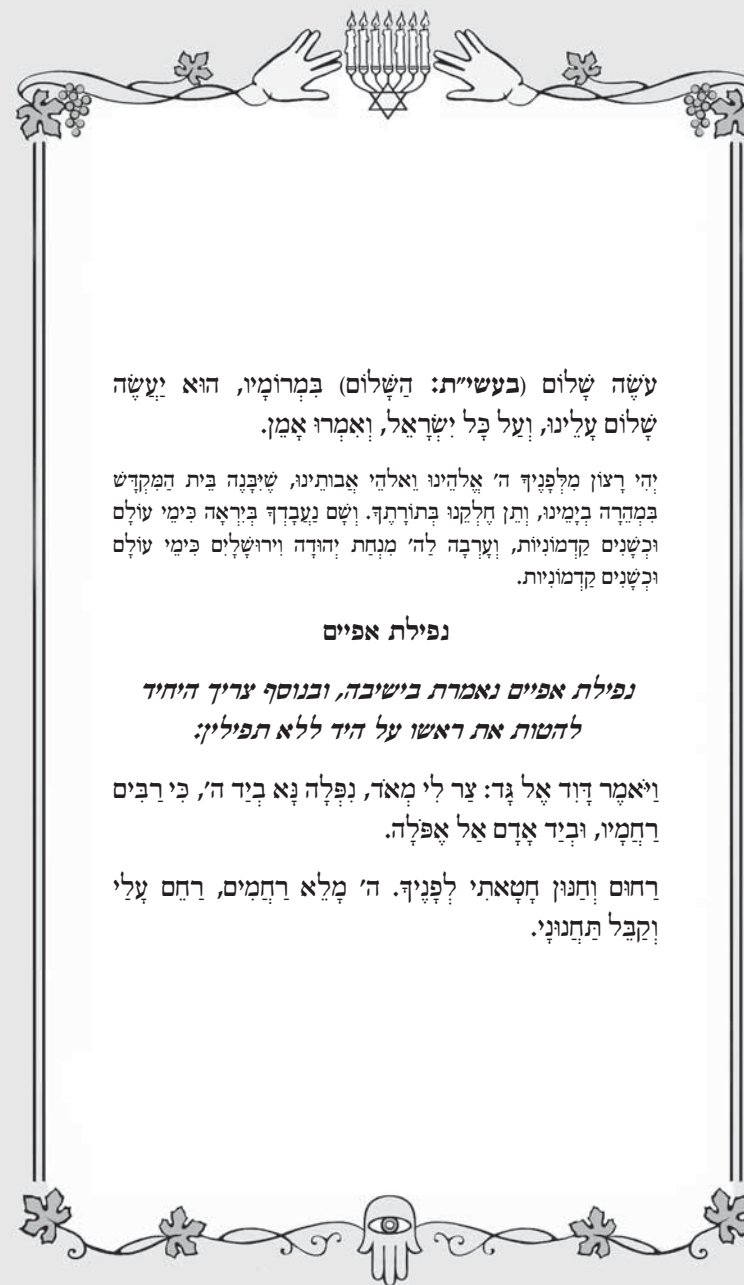 עֹשֶׂה שָׁלוֹם (בעשי״ת: הַשָּׁלוֹם) בִּמְרוֹמָיו, הוּא יַעֲשֶׂה
שָׁלוֹם עָלֵינוּ, וְעַל כָּל יִשְׂרָאֵל, וְאִמְרוּ אָמֵן.
יְהִי רָצוֹן מִלְּפָנֶיךָ ה׳ אֱלֹהֵינוּ וֵאלֹהֵי אֲבוֹתֵינוּ, שֶׁיִּבָּנֶה בֵּית הַמִּקְדָּשׁ
בִּמְהֵרָה בְיָמֵינוּ, וְתֵן חֶלְקֵנוּ בְּתוֹרָתֶךָ. וְשָׁם נַעֲבָדְךָ בְּיִרְאָה כִּימֵי עוֹלָם
וּכְשָׁנִים קַדְמוֹנִיּוֹת, וְעָרְבָה לַה׳ מִנְחַת יְהוּדָה וִירוּשָׁלָיִם כִּימֵי עוֹלָם
וּכְשָׁנִים קַדְמוֹנִיּות.
נפילת אפיים
נפילת אפיים נאמרת בישיבה, ובנוסף צריך היחיד
להטות את ראשו על היד ללא תפילין:
וַיֹּאמֶר דָּוִד אֶל גָּד: צַר לִי מְאֹד, נִפְּלָה נָּא בְיַד ה׳, כִּי רַבִּים
רַחֲמָיו, וּבְיַד אָדָם אַל אֶפֹּלָה.
רַחוּם וְחַנּוּן חָטָאתִי לְפָנֶיךָ. ה׳ מָלֵא רַחֲמִים, רַחֵם עָלַי
וְקַבֵּל תַּחֲנוּנָי.